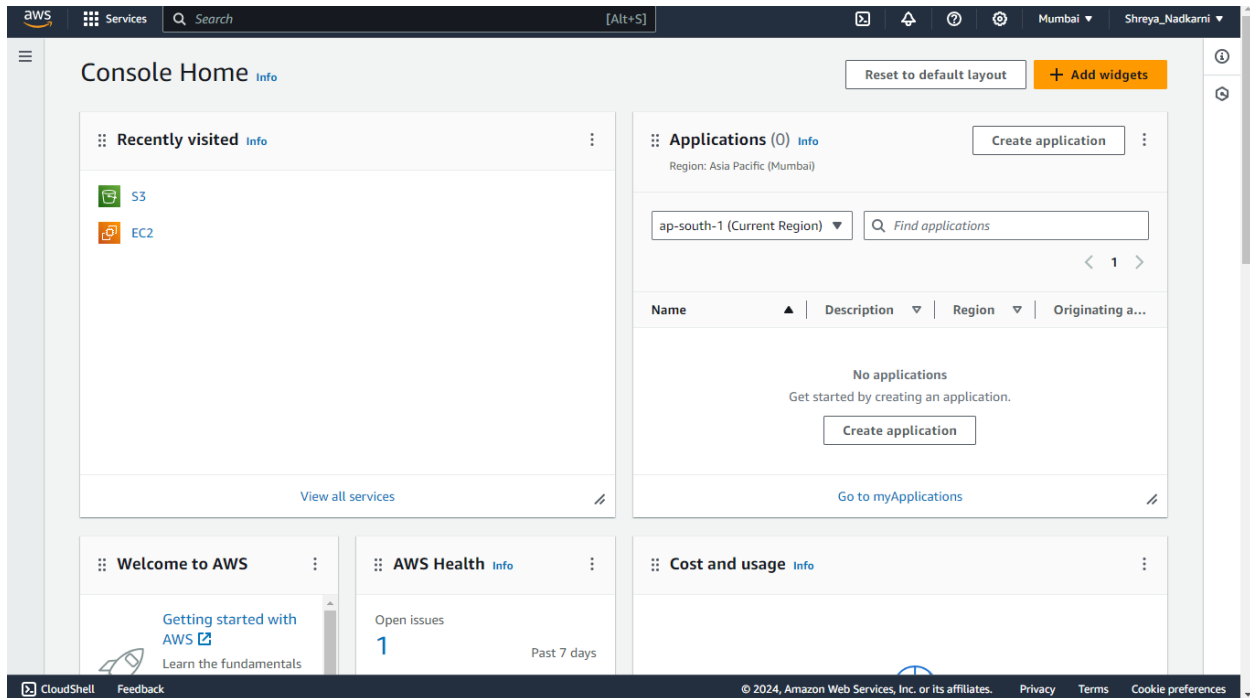 aws Services Search [Alt+S] Mumbai Shreya_Nadkarni
Console Home Info
Reset to default layout
+ Add widgets
Recently visited Info
S3
EC2
View all services
Applications (0) Info
Create application
Region: Asia Pacific (Mumbai)
ap-south-1 (Current Region)
Find applications
1
Name Description Region Originating a...
No applications
Get started by creating an application.
Create application
Go to myApplications
Welcome to AWS
Getting started with
AWS
Learn the fundamentals
AWS Health Info
Open issues
1
Past 7 days
Cost and usage Info
CloudShell Feedback © 2024, Amazon Web Services, Inc. or its affiliates. Privacy Terms Cookie preferences